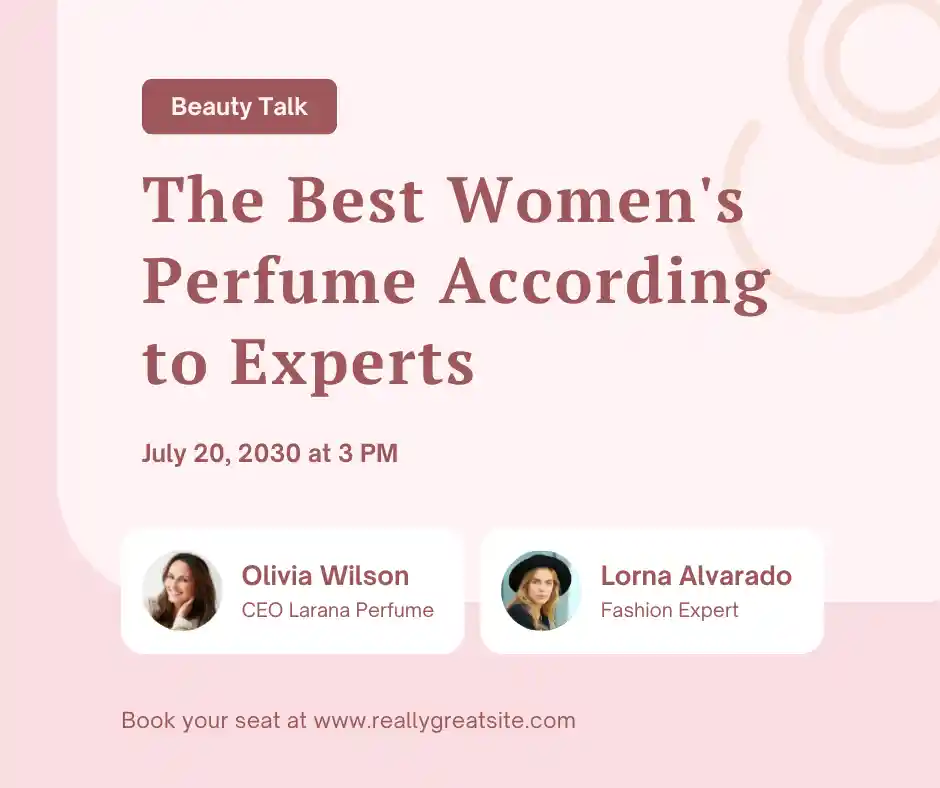 Beauty Talk
The Best Women's
Perfume According
to Experts
July 20, 2030 at 3 PM
Olivia Wilson
CEO Larana Perfume
Lorna Alvarado
Fashion Expert
Book your seat at www.reallygreatsite.com